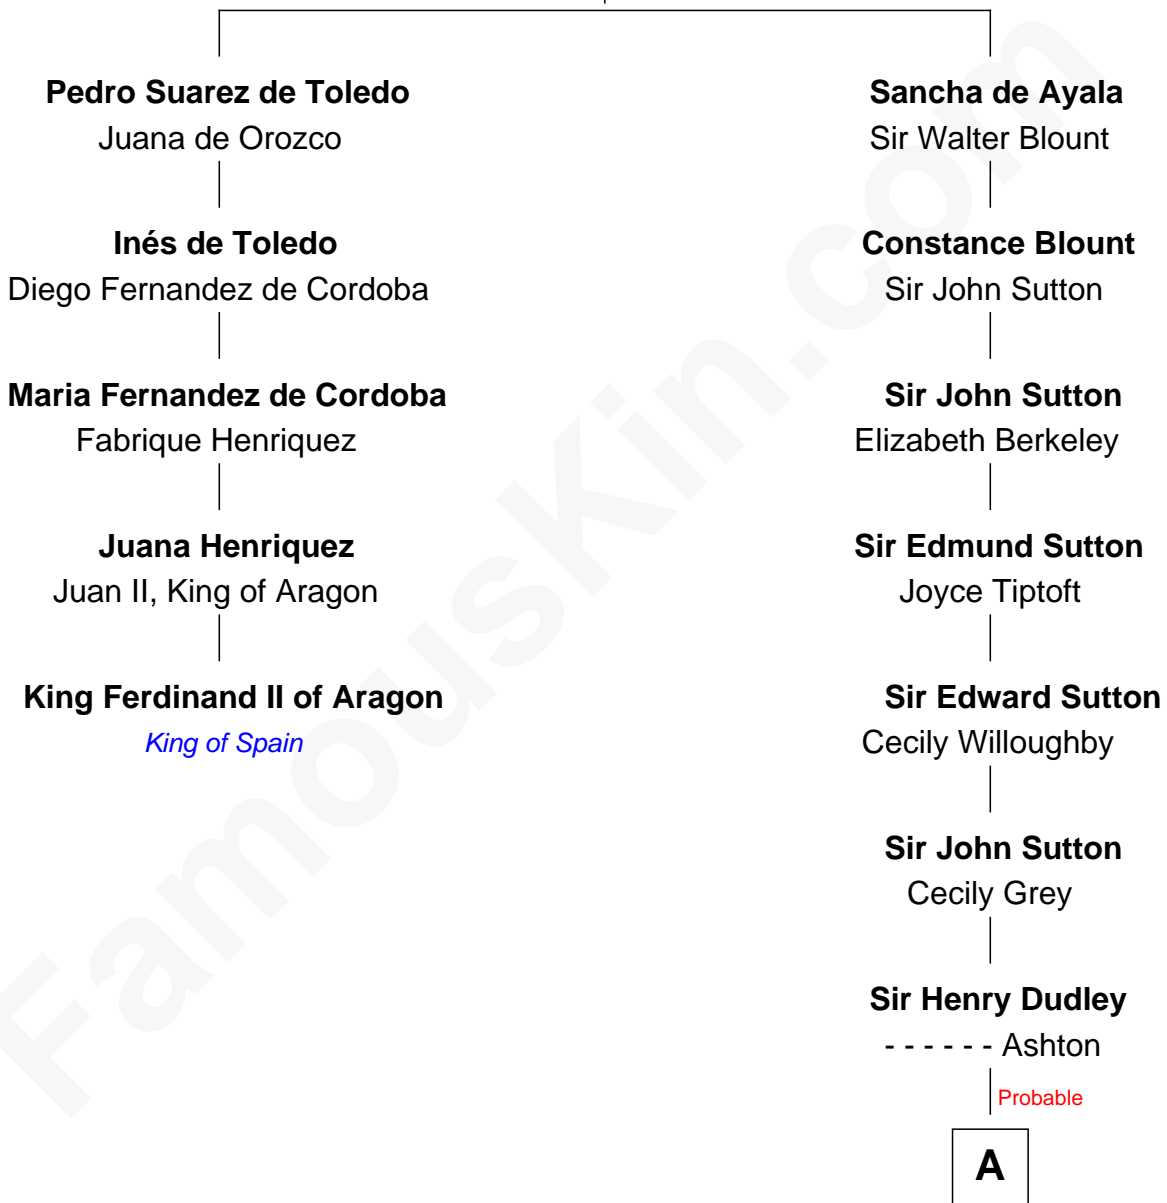 Pedro Suarez de Toledo
Juana de Orozco
Inés de Toledo
Diego Fernandez de Cordoba
Maria Fernandez de Cordoba
Fabrique Henriquez
Juana Henriquez
Juan II, King of Aragon
King Ferdinand II of Aragon
King of Spain
Sancha de Ayala
Sir Walter Blount
Constance Blount
Sir John Sutton
Sir John Sutton
Elizabeth Berkeley
Sir Edmund Sutton
Joyce Tiptoft
Sir Edward Sutton
Cecily Willoughby
Sir John Sutton
Cecily Grey
Sir Henry Dudley
- - - - - - Ashton
Probable
A
FamousKin.com